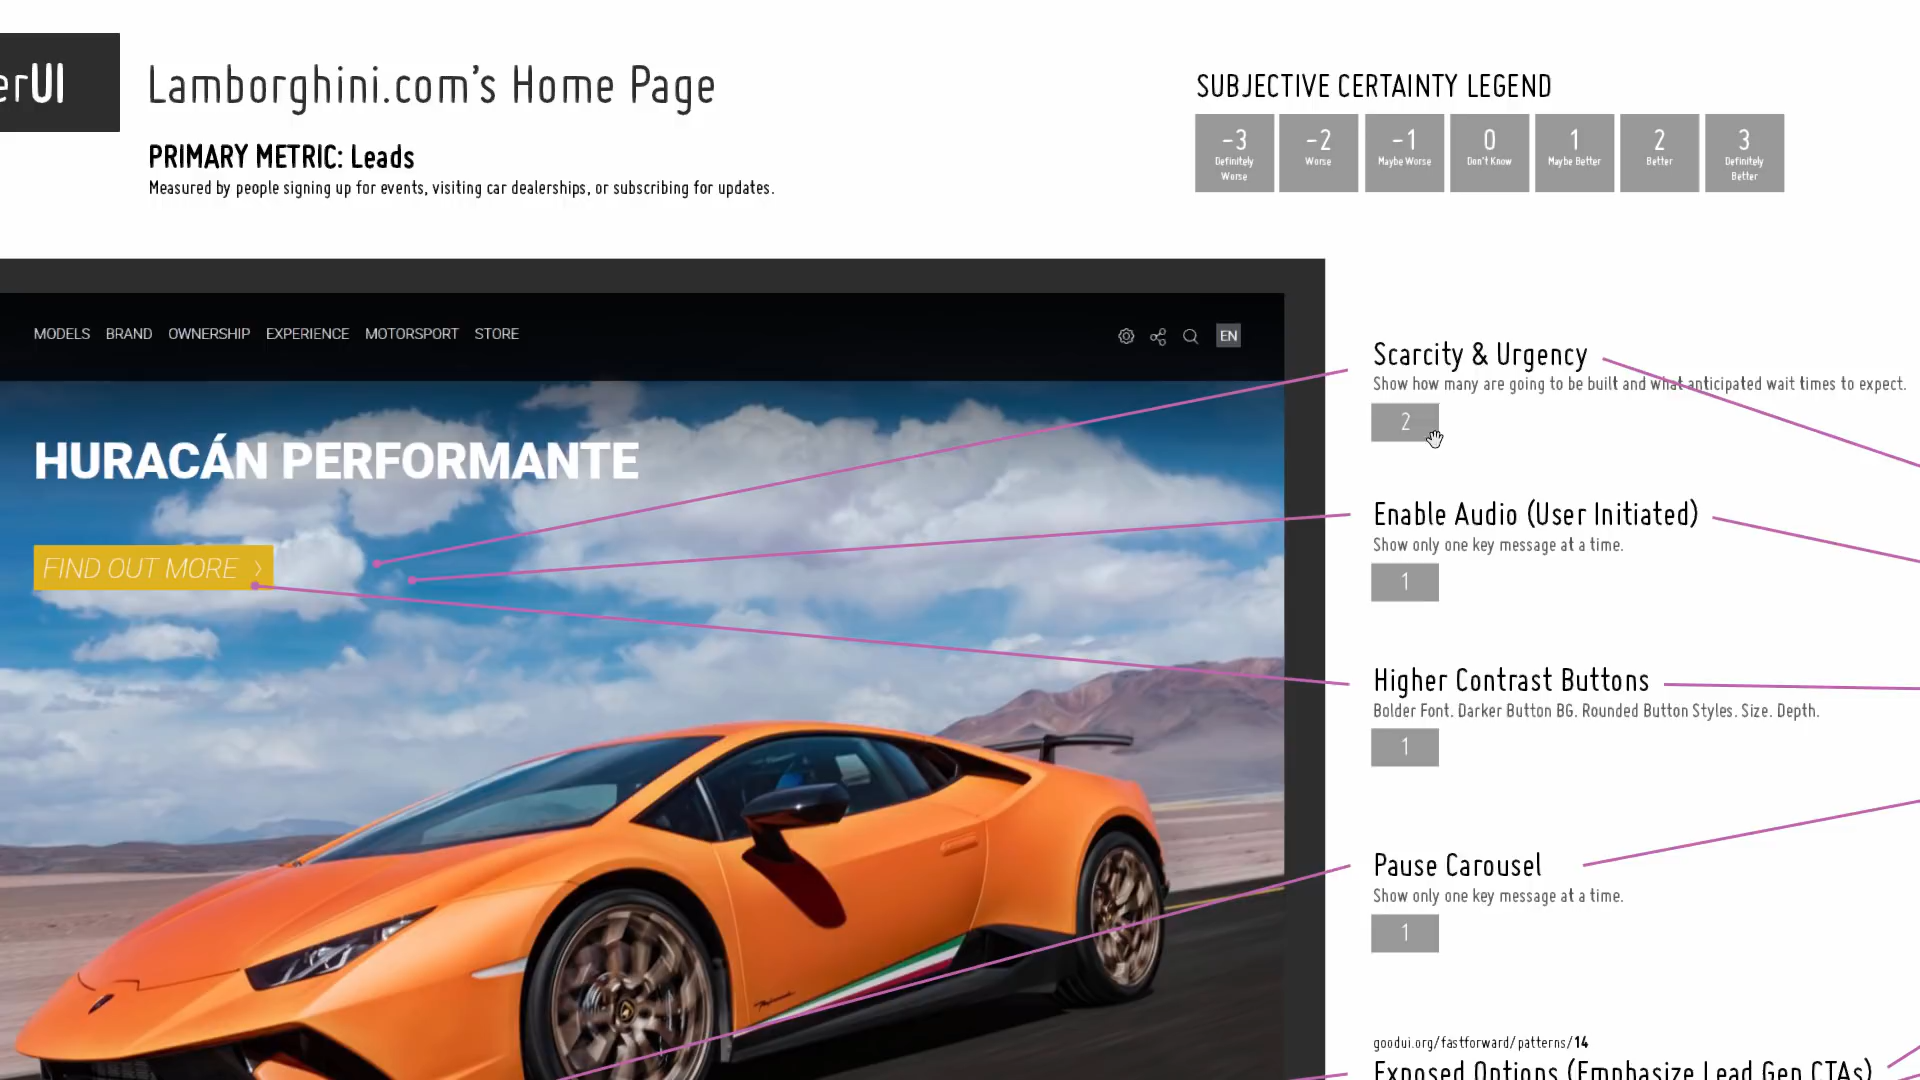 erUI
Lamborghini.com's Home Page
PRIMARY METRIC: Leads
Measured by people signing up for events, visiting car dealerships, or subscribing for updates.
SUBJECTIVE CERTAINTY LEGEND
-3 Definitely Worse
-2 Worse
-1 Maybe Worse
0 Don't Know
1 Maybe Better
2 Better
3 Definitely Better
MODELS BRAND OWNERSHIP EXPERIENCE MOTORSPORT STORE
EN
HURACÁN PERFORMANTE
FIND OUT MORE
Scarcity & Urgency
Show how many are going to be built and what anticipated wait times to expect.
2
Enable Audio (User Initiated)
Show only one key message at a time.
1
Higher Contrast Buttons
Bolder Font. Darker Button BG. Rounded Button Styles. Size. Depth.
1
Pause Carousel
Show only one key message at a time.
1
goodui.org/fastforward/patterns/14
Exposed Options (Emphasize Lead Gen CTAs)